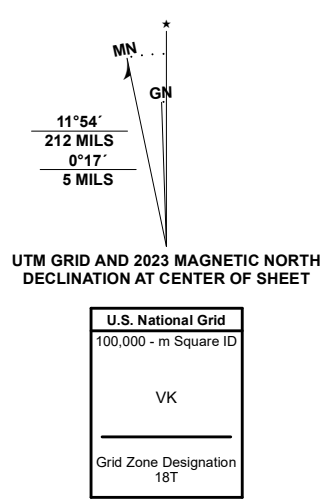 MN
GN
11°54´
212 MILS
0°17´
5 MILS
UTM GRID AND 2023 MAGNETIC NORTH
DECLINATION AT CENTER OF SHEET
U.S. National Grid
100,000 - m Square ID
VK
Grid Zone Designation
18T